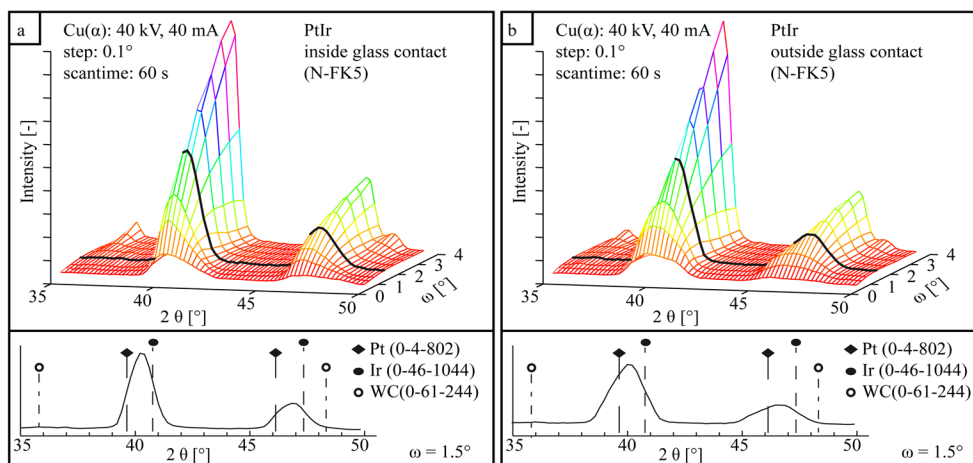 a
Cu(α): 40 kV, 40 mA
step: 0.1°
scantime: 60 s
PtIr
inside glass contact
(N-FK5)
Intensity [-]
35
40
45
50
2 θ [°]
0
1
2
3
4
ω [°]
Pt (0-4-802)
Ir (0-46-1044)
WC(0-61-244)
35
40
45
50
2 θ [°]
ω = 1.5°
b
Cu(α): 40 kV, 40 mA
step: 0.1°
scantime: 60 s
PtIr
outside glass contact
(N-FK5)
Intensity [-]
35
40
45
50
2 θ [°]
0
1
2
3
4
ω [°]
Pt (0-4-802)
Ir (0-46-1044)
WC(0-61-244)
35
40
45
50
2 θ [°]
ω = 1.5°